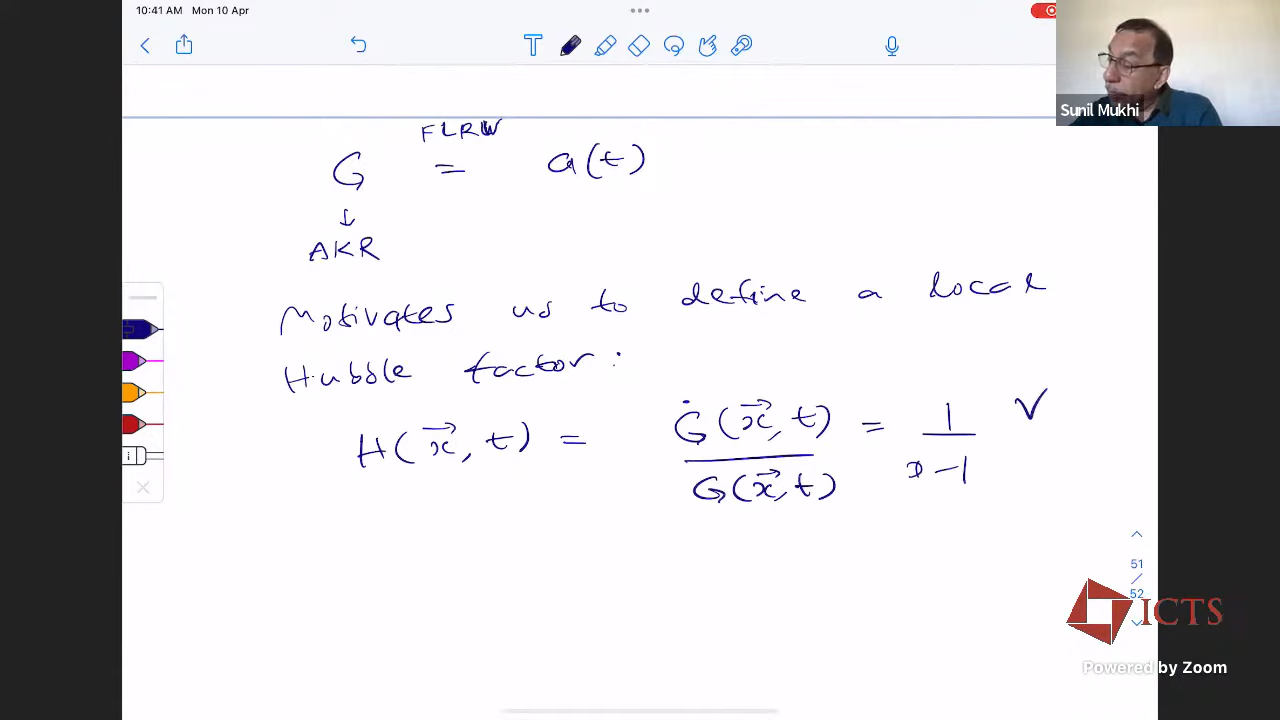 10:41 AM Mon 10 Apr
Sunil Mukhi
G FLRW = a(t)
↓
AKR
Motivates us to define a local
Hubble factor :
H(x⃗, t) = Ġ(x⃗, t) / G(x⃗, t) = 1 / (D-1) V
51
/
52
ICTS
Powered by Zoom